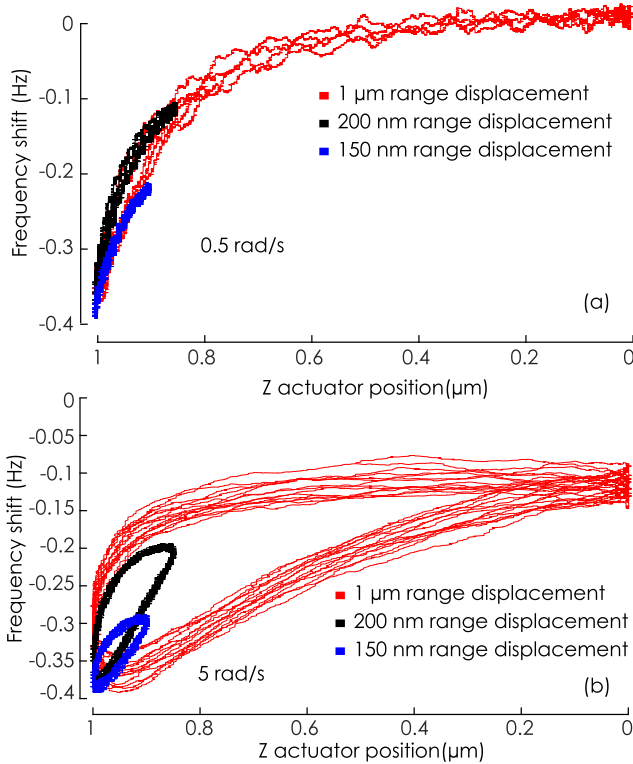 0
-0.1
-0.2
-0.3
-0.4
Frequency shift (Hz)
1 µm range displacement
200 nm range displacement
150 nm range displacement
0.5 rad/s
(a)
1 0.8 0.6 0.4 0.2 0
Z actuator position(µm)
0
-0.05
-0.1
-0.15
-0.2
-0.25
-0.3
-0.35
-0.4
Frequency shift (Hz)
1 µm range displacement
200 nm range displacement
150 nm range displacement
5 rad/s
(b)
1 0.8 0.6 0.4 0.2 0
Z actuator position(µm)